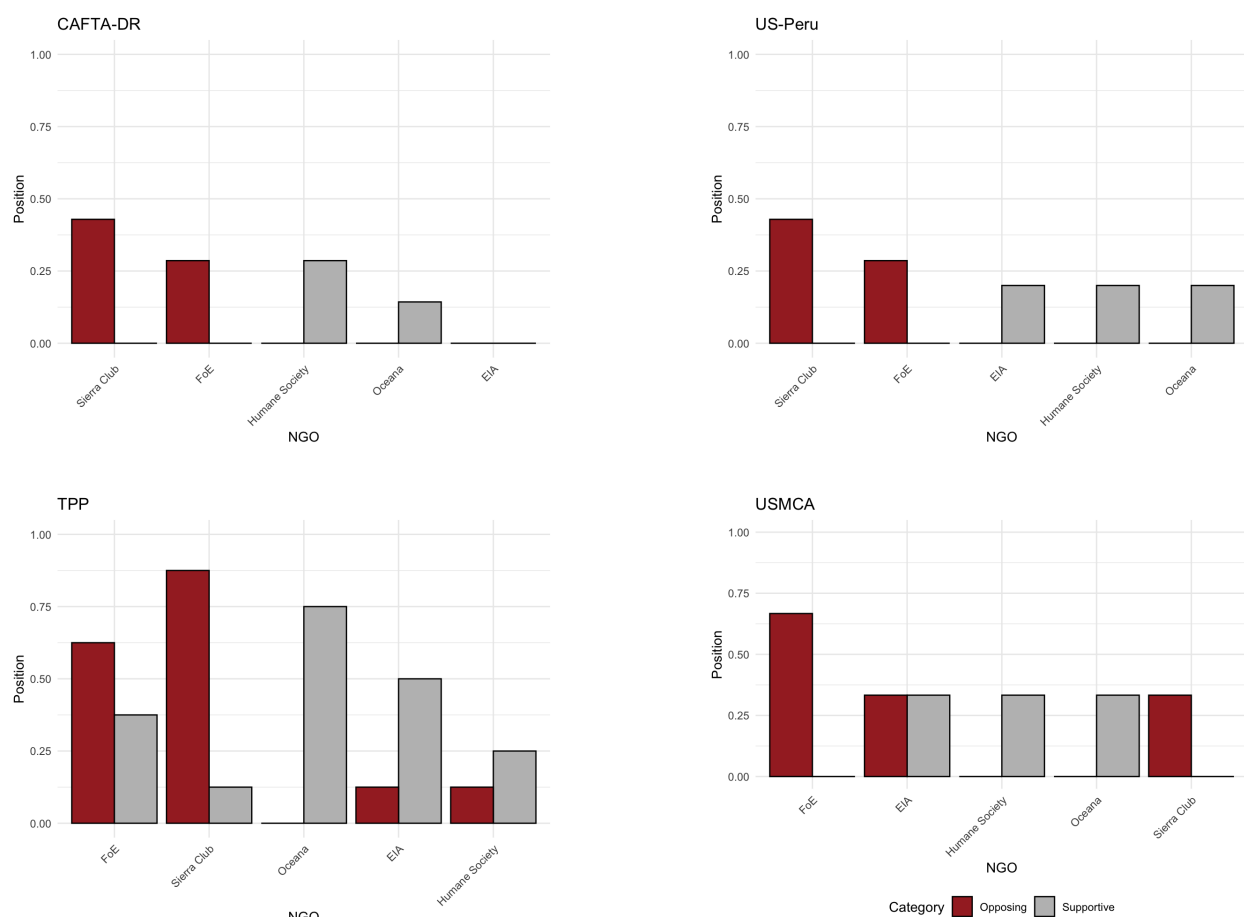 CAFTA-DR
1.00
0.75
0.50
0.25
0.00
Position
Sierra Club
FoE
Humane Society
Oceana
EIA
NGO
US-Peru
1.00
0.75
0.50
0.25
0.00
Position
Sierra Club
FoE
EIA
Humane Society
Oceana
NGO
TPP
1.00
0.75
0.50
0.25
0.00
Position
FoE
Sierra Club
Oceana
EIA
Humane Society
NGO
USMCA
1.00
0.75
0.50
0.25
0.00
Position
FoE
EIA
Humane Society
Oceana
Sierra Club
NGO
Category Opposing Supportive